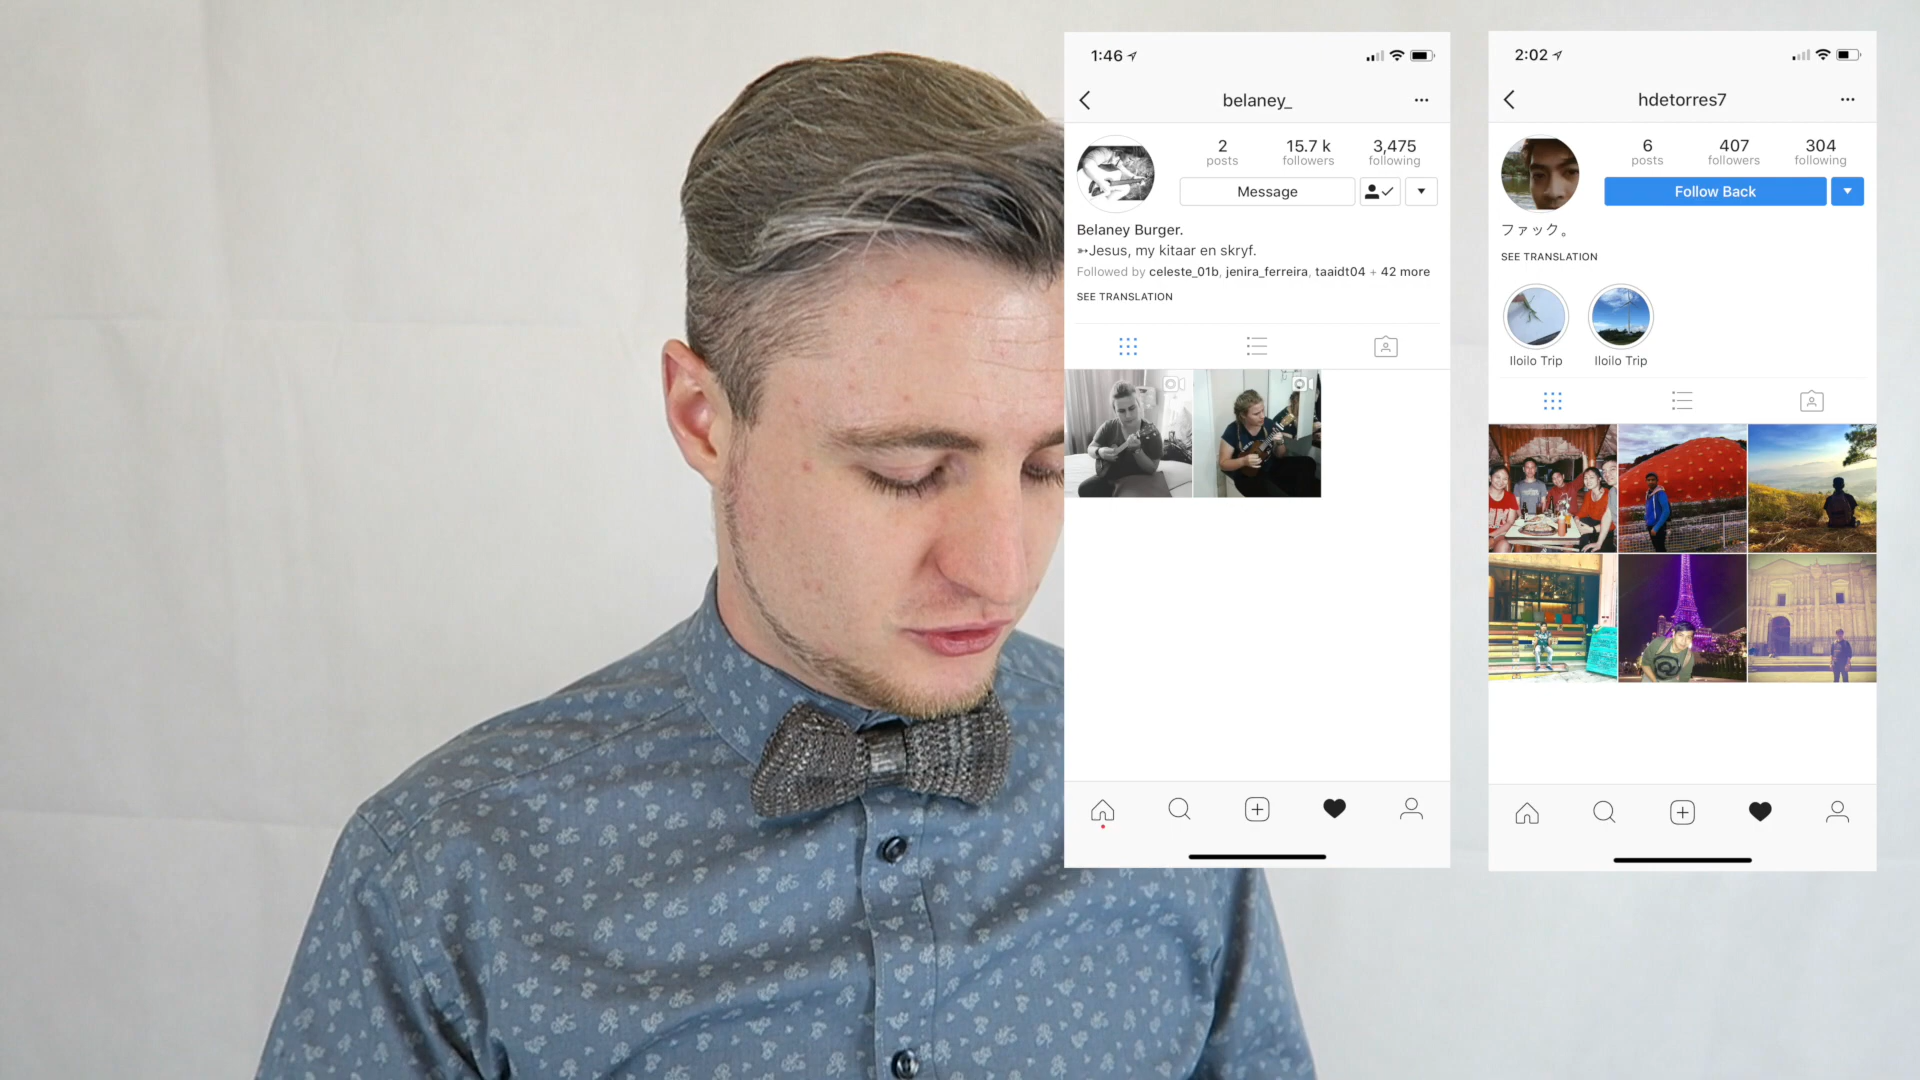 1:46
belaney_
2
posts
15.7 k
followers
3,475
following
Message
Belaney Burger.
➳Jesus, my kitaar en skryf.
Followed by celeste_01b, jenira_ferreira, taaidt04 + 42 more
SEE TRANSLATION
2:02
hdetorres7
6
posts
407
followers
304
following
Follow Back
ファック。
SEE TRANSLATION
Iloilo Trip
Iloilo Trip